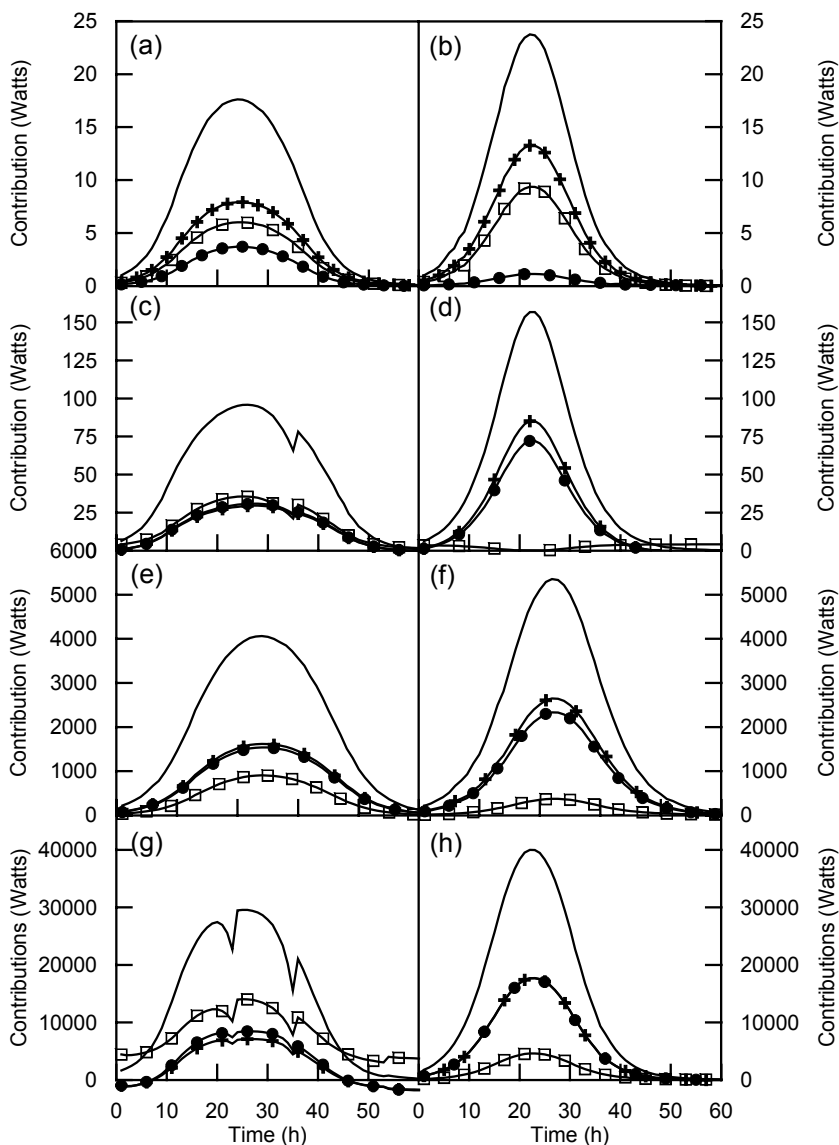 25 (a) (b) 25
20 20
15 15
10 10
5 5
0 0
Contribution (Watts) Contribution (Watts)
(c) (d)
150 150
125 125
100 100
75 75
50 50
25 25
6000 0 0
Contribution (Watts) Contribution (Watts)
(e) (f)
5000 5000
4000 4000
3000 3000
2000 2000
1000 1000
0 0
Contribution (Watts) Contribution (Watts)
(g) (h)
40000 40000
30000 30000
20000 20000
10000 10000
0 0
Contributions (Watts) Contributions (Watts)
0 10 20 30 40 50 0 10 20 30 40 50 60
Time (h) Time (h)